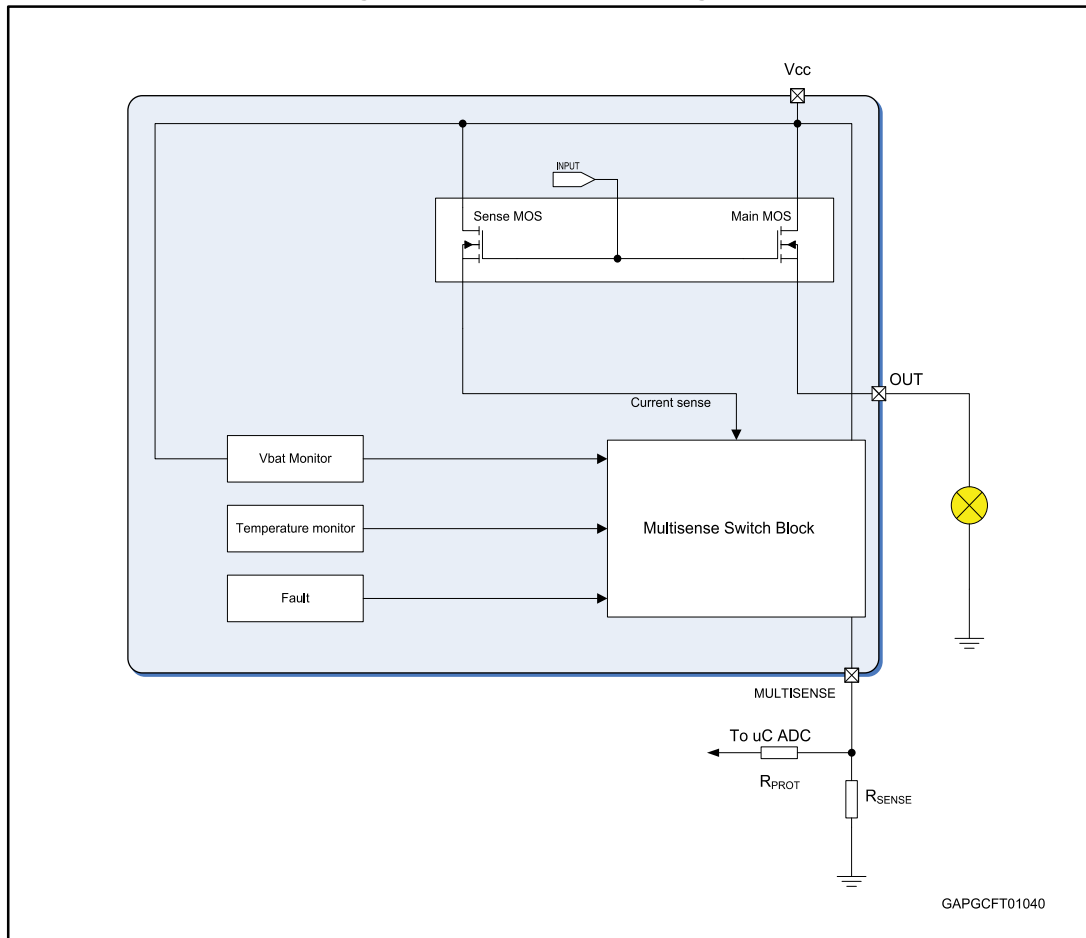 Vcc
INPUT
Sense MOS
Main MOS
OUT
Current sense
Vbat Monitor
Temperature monitor
Multisense Switch Block
Fault
MULTISENSE
To uC ADC
RPROT
RSENSE
GAPGCFT01040